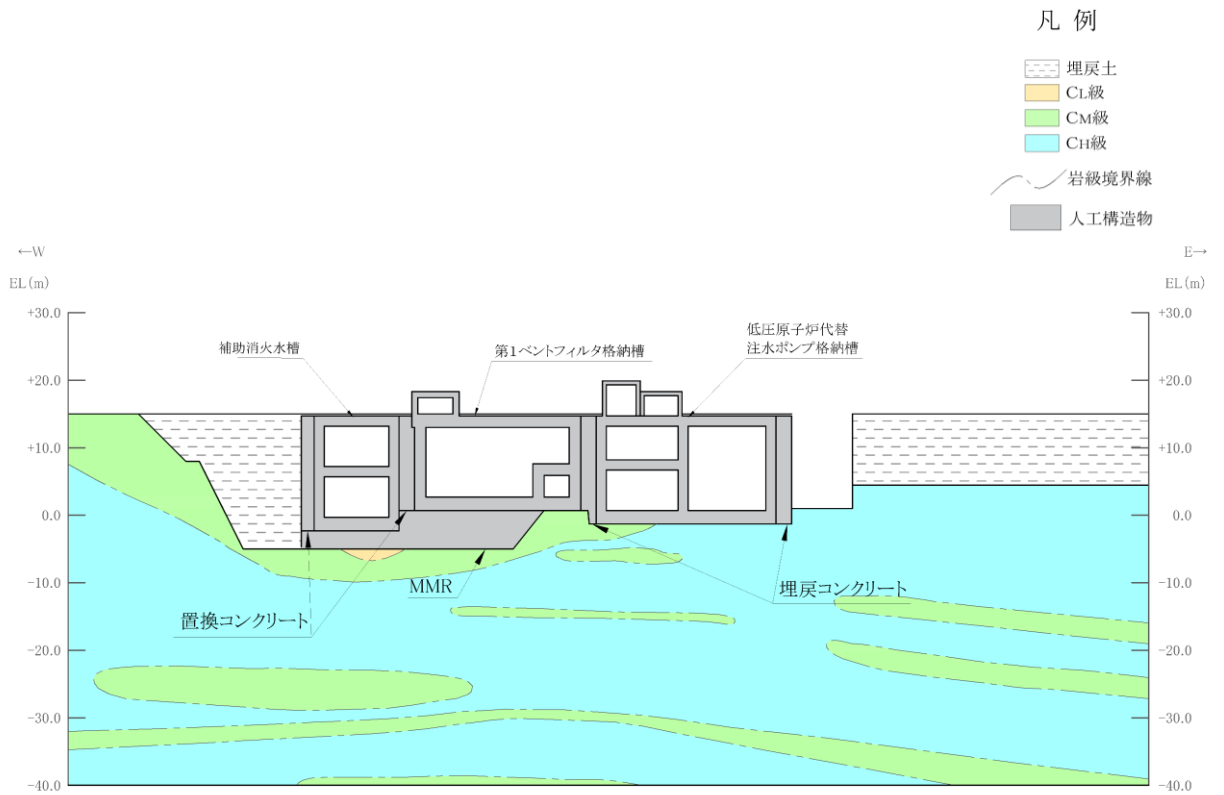 凡 例
埋戻土
CL級
CM級
CH級
岩級境界線
人工構造物
←W
E→
EL(m)
EL(m)
+30.0
+30.0
低圧原子炉代替
注水ポンプ格納槽
補助消火水槽
第1ベントフィルタ格納槽
+20.0
+20.0
+10.0
+10.0
0.0
0.0
-10.0
-10.0
MMR
埋戻コンクリート
置換コンクリート
-20.0
-20.0
-30.0
-30.0
-40.0
-40.0